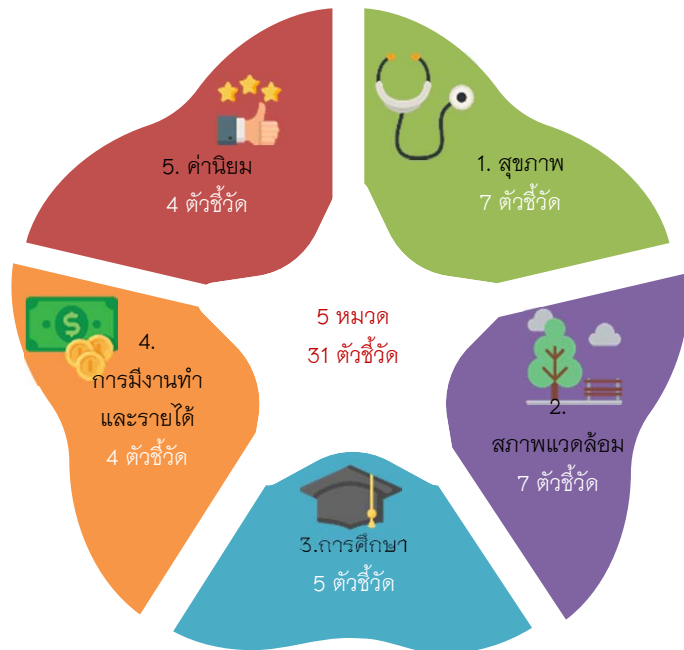 5. ค่านิยม
4 ตัวชี้วัด
1. สุขภาพ
7 ตัวชี้วัด
5 หมวด
31 ตัวชี้วัด
4.
การมีงานทำ
และรายได้
4 ตัวชี้วัด
2.
สภาพแวดล้อม
7 ตัวชี้วัด
3.การศึกษา
5 ตัวชี้วัด